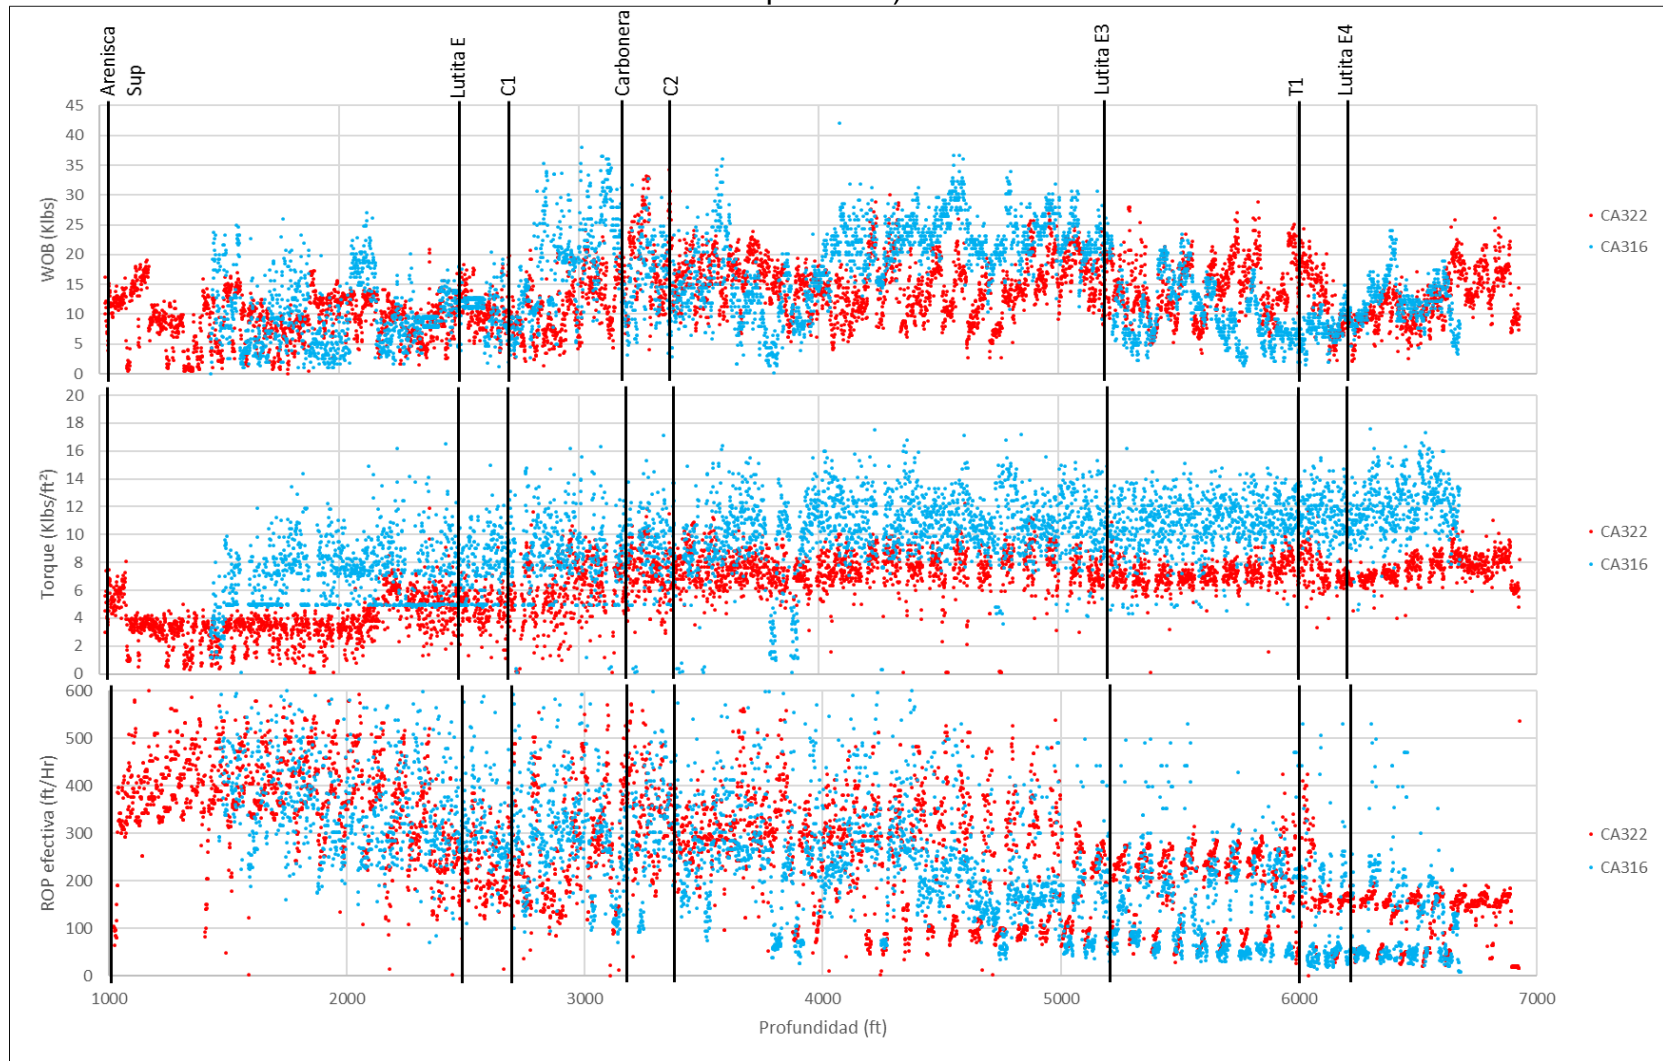 Arenisca
Sup
Lutita E
C1
Carbonera
C2
Lutita E3
T1
Lutita E4
WOB (Klbs)
45
40
35
30
25
20
15
10
5
0
CA322
CA316
Torque (Klbs/ft²)
20
18
16
14
12
10
8
6
4
2
0
CA322
CA316
ROP efectiva (ft/Hr)
600
500
400
300
200
100
0
CA322
CA316
1000 2000 3000 4000 5000 6000 7000
Profundidad (ft)